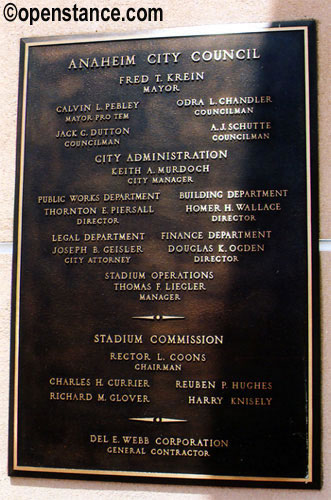 ©openstance.com
ANAHEIM CITY COUNCIL
FRED T. KREIN
MAYOR
CALVIN L. PEBLEY
MAYOR PRO TEM
ODRA L. CHANDLER
COUNCILMAN
JACK C. DUTTON
COUNCILMAN
A.J. SCHUTTE
COUNCILMAN
CITY ADMINISTRATION
KEITH A. MURDOCH
CITY MANAGER
PUBLIC WORKS DEPARTMENT
THORNTON E. PIERSALL
DIRECTOR
BUILDING DEPARTMENT
HOMER H. WALLACE
DIRECTOR
LEGAL DEPARTMENT
JOSEPH B. GEISLER
CITY ATTORNEY
FINANCE DEPARTMENT
DOUGLAS K. OGDEN
DIRECTOR
STADIUM OPERATIONS
THOMAS F. LIEGLER
MANAGER
STADIUM COMMISSION
RECTOR L. COONS
CHAIRMAN
CHARLES H. CURRIER
REUBEN P. HUGHES
RICHARD M. GLOVER
HARRY KNISELY
DEL E. WEBB CORPORATION
GENERAL CONTRACTOR